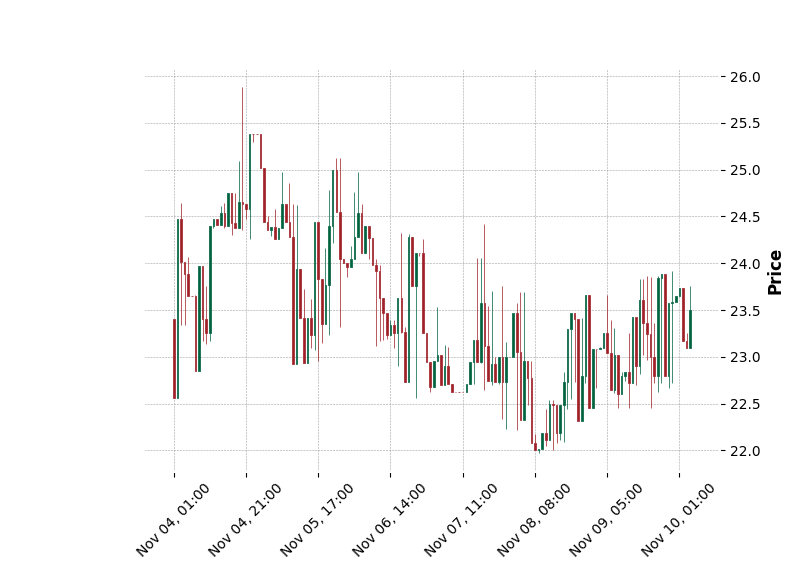 26.0
25.5
25.0
24.5
24.0
23.5
23.0
22.5
22.0
Price
Nov 04, 01:00
Nov 04, 21:00
Nov 05, 17:00
Nov 06, 14:00
Nov 07, 11:00
Nov 08, 08:00
Nov 09, 05:00
Nov 10, 01:00